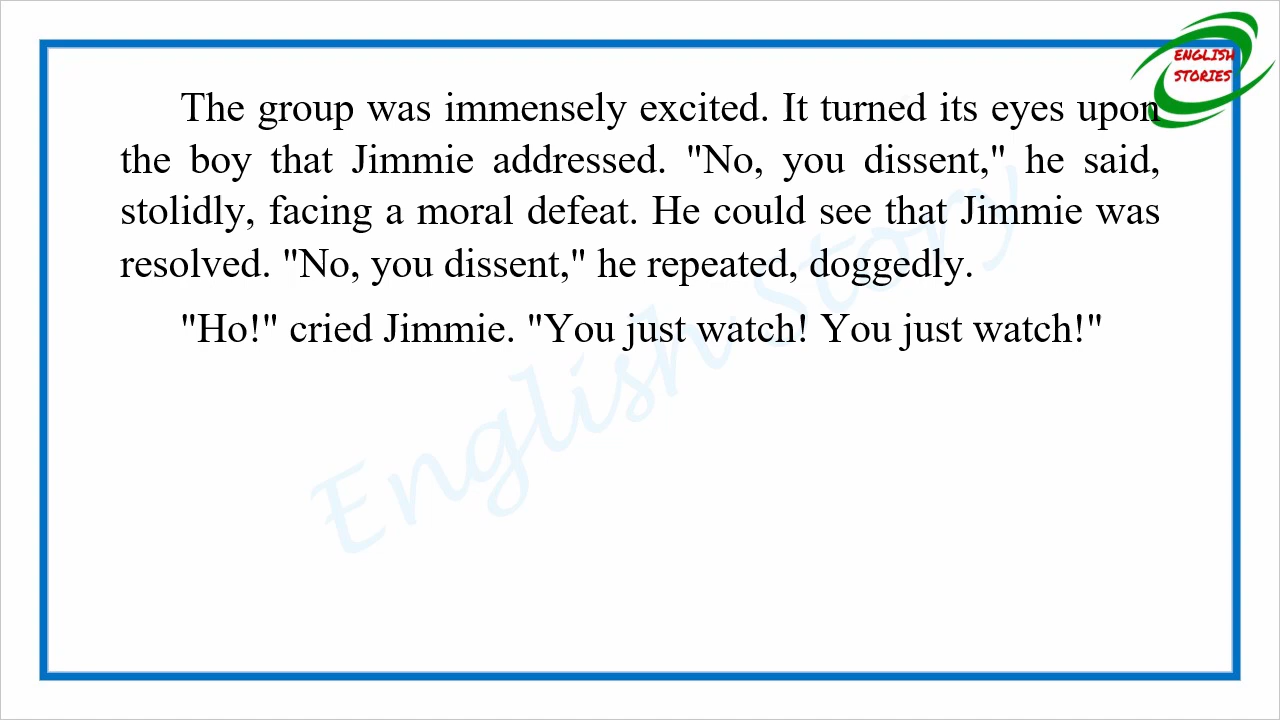 ENGLISH
STORIES
The group was immensely excited. It turned its eyes upon
the boy that Jimmie addressed. "No, you dissent," he said,
stolidly, facing a moral defeat. He could see that Jimmie was
resolved. "No, you dissent," he repeated, doggedly.
"Ho!" cried Jimmie. "You just watch! You just watch!"
English Story